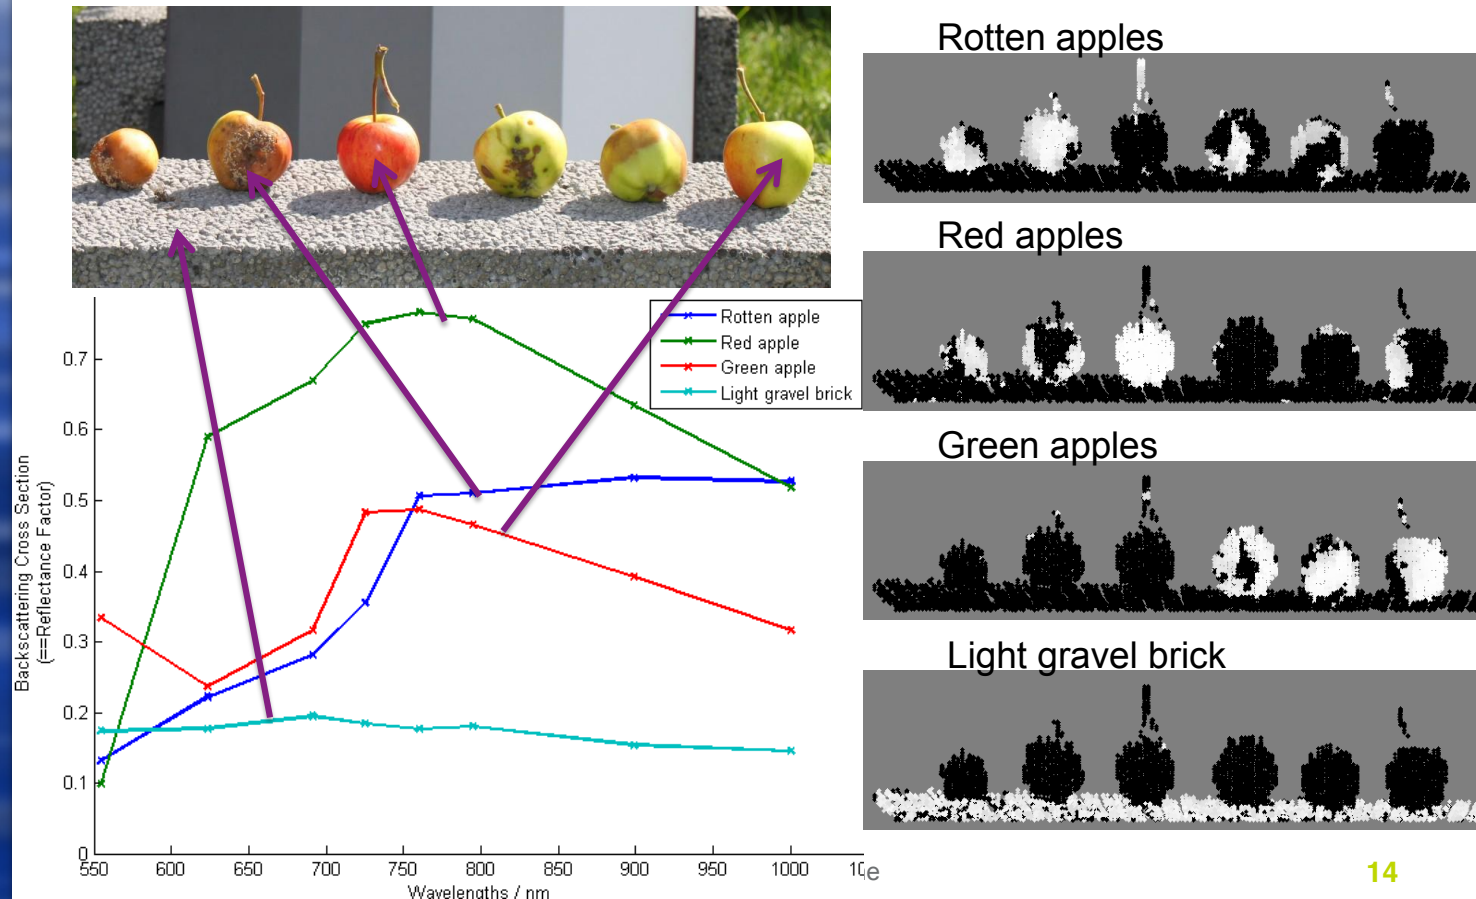 Rotten apples
Red apples
Green apples
Light gravel brick
Rotten apple
Red apple
Green apple
Light gravel brick
Backscattering Cross Section
(==Reflectance Factor)
0.7
0.6
0.5
0.4
0.3
0.2
0.1
0
550 600 650 700 750 800 850 900 950 1000
Wavelengths / nm
14